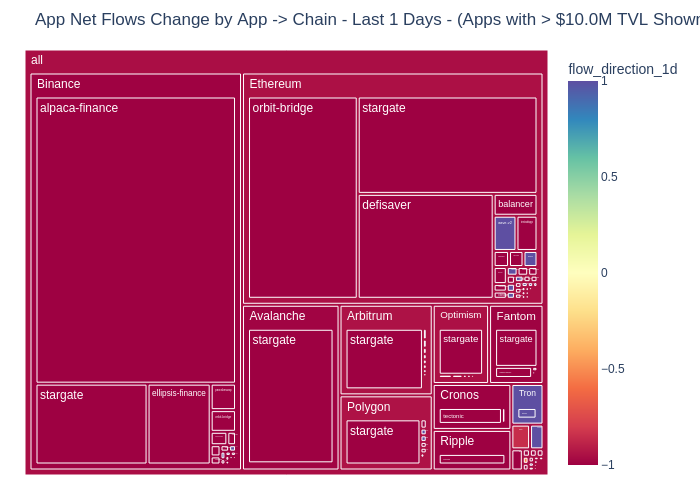 App Net Flows Change by App -> Chain - Last 1 Days - (Apps with > $10.0M TVL Shown
flow_direction_1d
all
Binance
alpaca-finance
stargate
ellipsis-finance
Ethereum
orbit-bridge
stargate
defisaver
balancer
Avalanche
stargate
Arbitrum
stargate
Polygon
stargate
Optimism
stargate
Fantom
stargate
Cronos
tectonic
Ripple
Tron
1
0.5
0
−0.5
−1